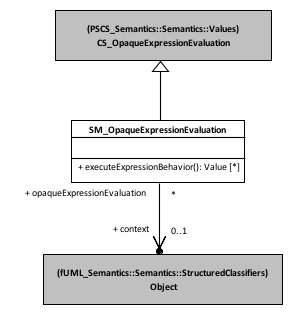 (PSCS_Semantics::Semantics::Values)
CS_OpaqueExpressionEvaluation
SM_OpaqueExpressionEvaluation
+ executeExpressionBehavior(): Value [*]
+ opaqueExpressionEvaluation *
+ context 0..1
(fUML_Semantics::Semantics::StructuredClassifiers)
Object